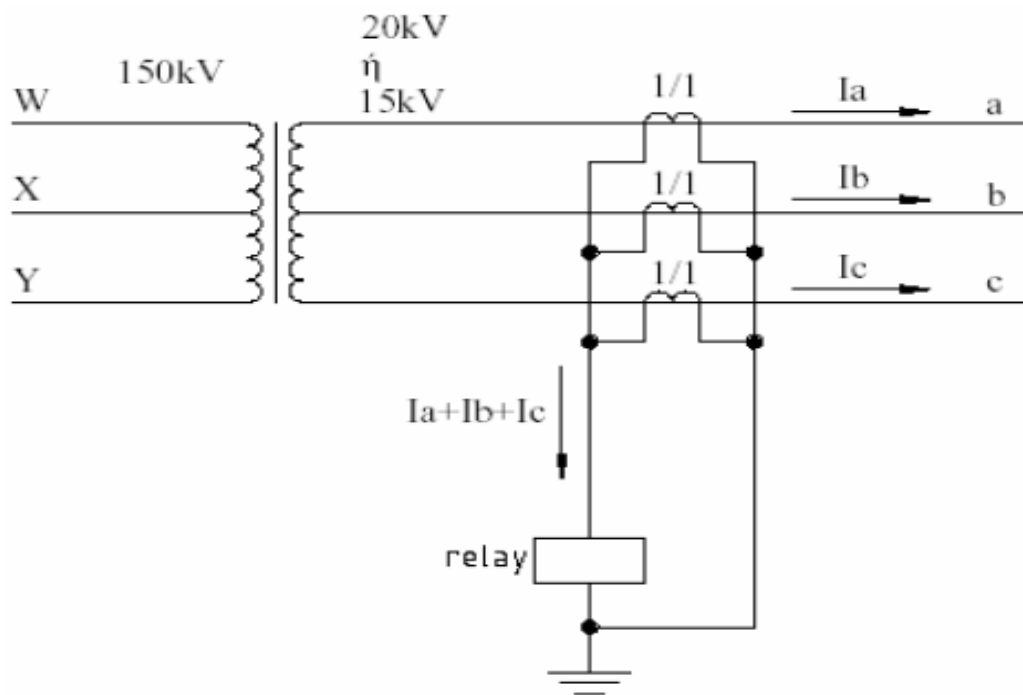 20kV
150kV
ή
15kV
W
1/1
Ia
a
X
1/1
Ib
b
Y
1/1
Ic
c
Ia+Ib+Ic
relay